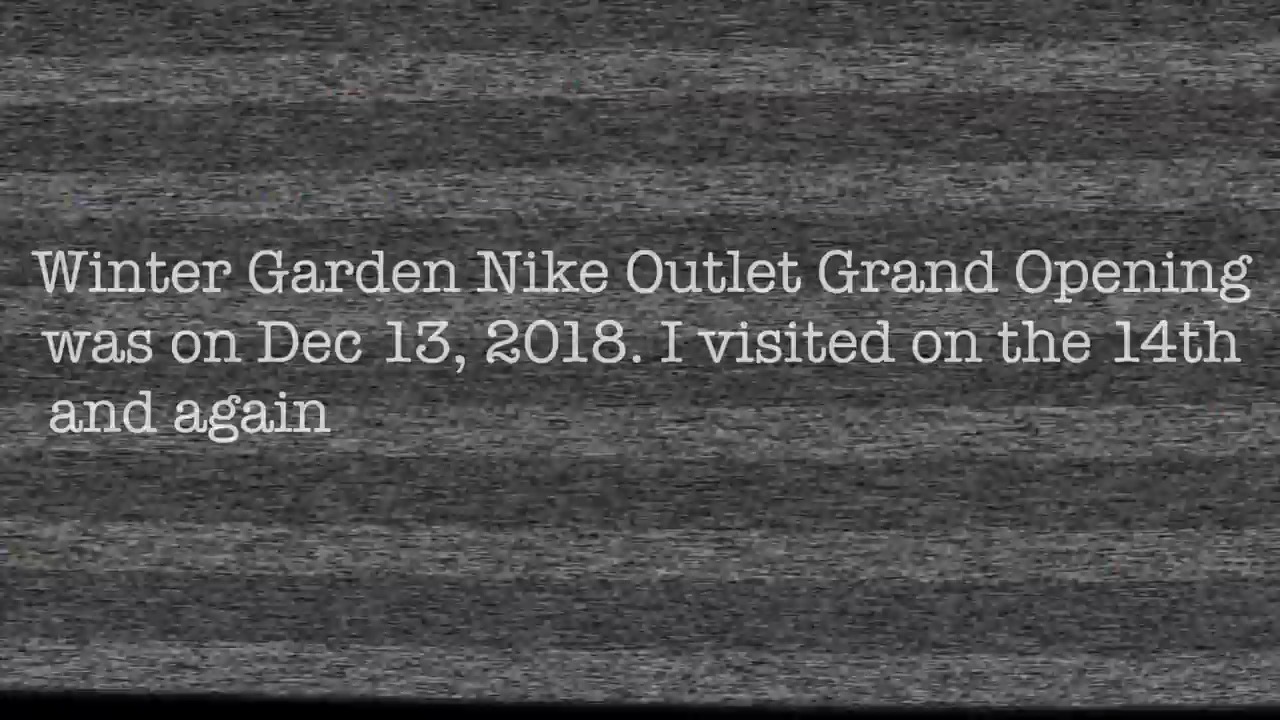 Winter Garden Nike Outlet Grand Opening
was on Dec 13, 2018. I visited on the 14th
and again